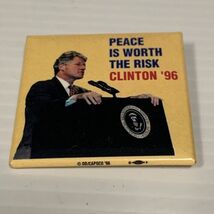 PEACE
IS WORTH
THE RISK
CLINTON '96